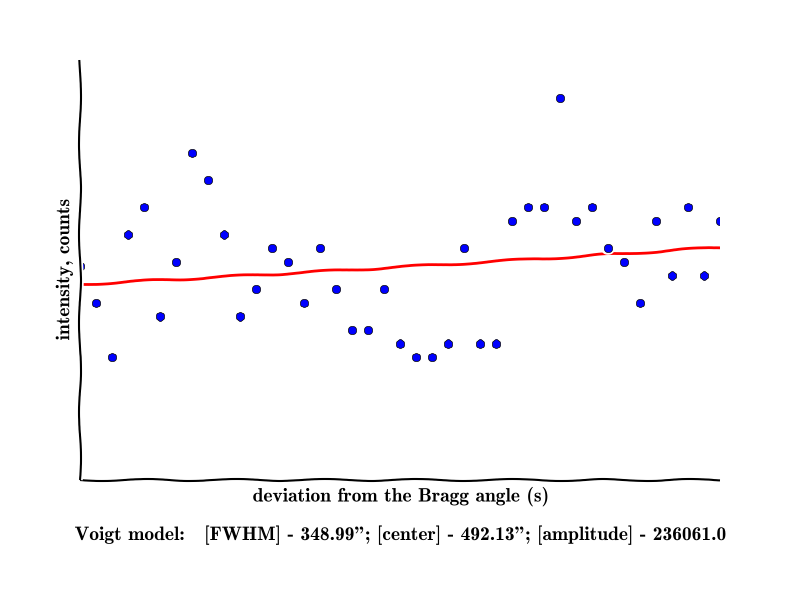 intensity, counts
deviation from the Bragg angle (s)
Voigt model: [FWHM] - 348.99”; [center] - 492.13”; [amplitude] - 236061.0